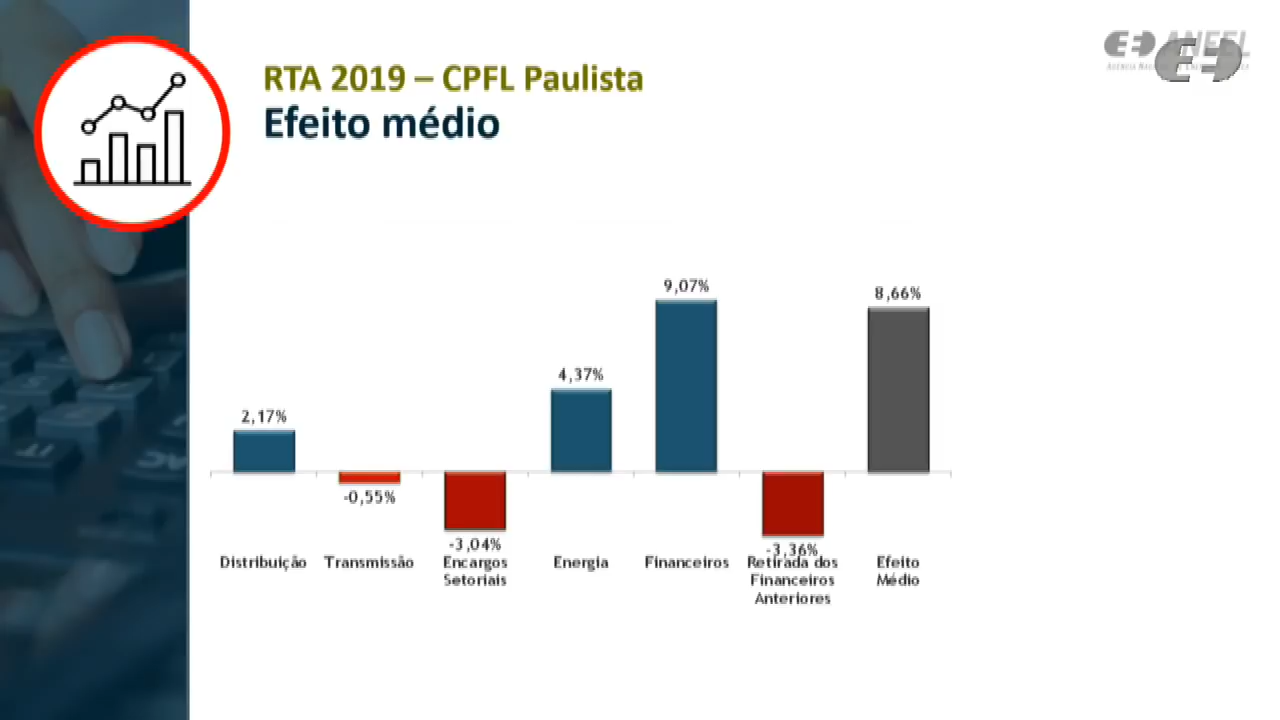 RTA 2019 – CPFL Paulista
Efeito médio
ANEEL
2,17%
-0,55%
-3,04%
4,37%
9,07%
-3,36%
8,66%
Distribuição
Transmissão
Encargos
Setoriais
Energia
Financeiros
Retirada dos
Financeiros
Anteriores
Efeito
Médio